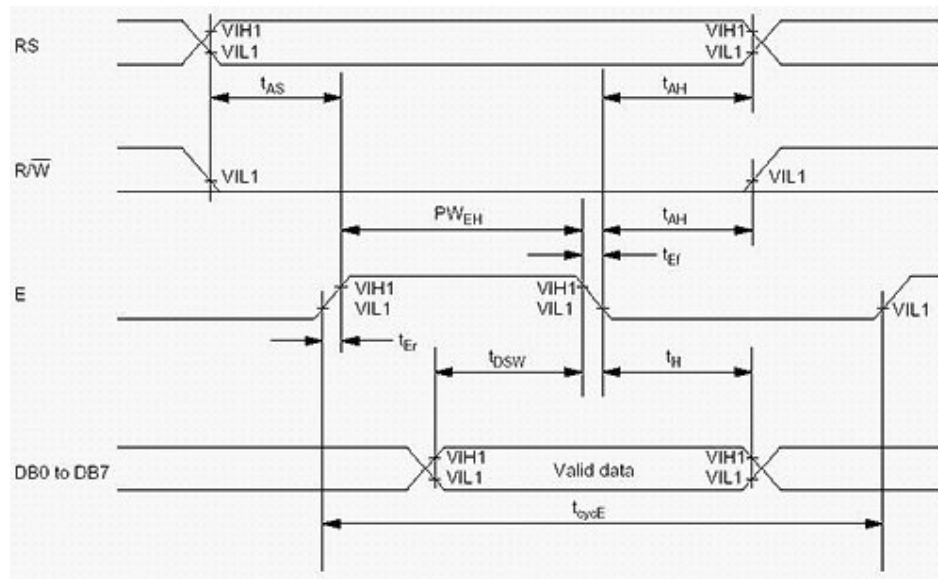 RS
VIH1
VIL1
VIH1
VIL1
tAS
tAH
R/W̅
VIL1
VIL1
PWEH
tAH
tEf
E
VIH1
VIL1
VIH1
VIL1
VIL1
tEr
tDSW
tH
DB0 to DB7
VIH1
VIL1
Valid data
VIH1
VIL1
tcycE